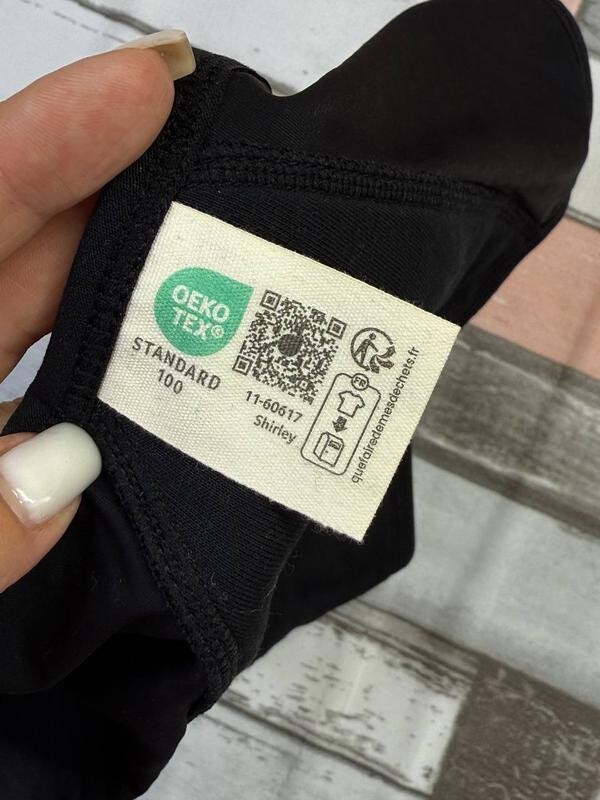 OEKO
TEX®
STANDARD
100
11-60617
Shirley
FR
quefairedemesdechets.fr